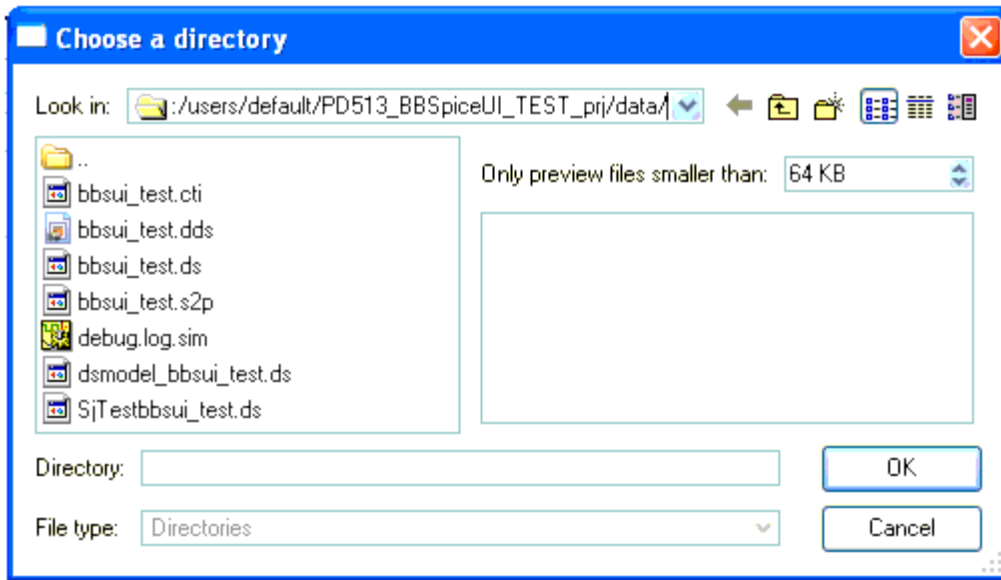 Choose a directory
Look in: :/users/default/PD513_BBSpiceUI_TEST_prj/data/
..
Only preview files smaller than: 64 KB
bbsui_test.cti
bbsui_test.dds
bbsui_test.ds
bbsui_test.s2p
debug.log.sim
dsmodel_bbsui_test.ds
SjTestbbsui_test.ds
Directory:
OK
File type: Directories
Cancel